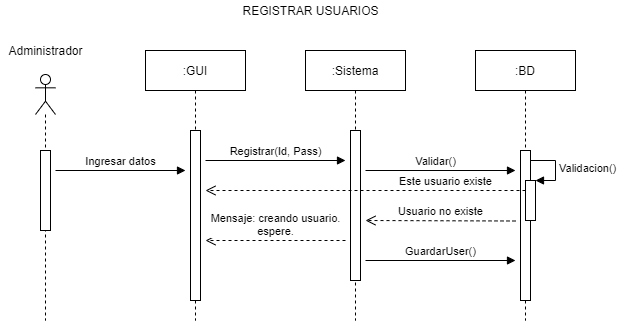 REGISTRAR USUARIOS
Administrador
:GUI
:Sistema
:BD
Ingresar datos
Registrar(Id, Pass)
Validar()
Validacion()
Este usuario existe
Usuario no existe
Mensaje: creando usuario.
espere.
GuardarUser()